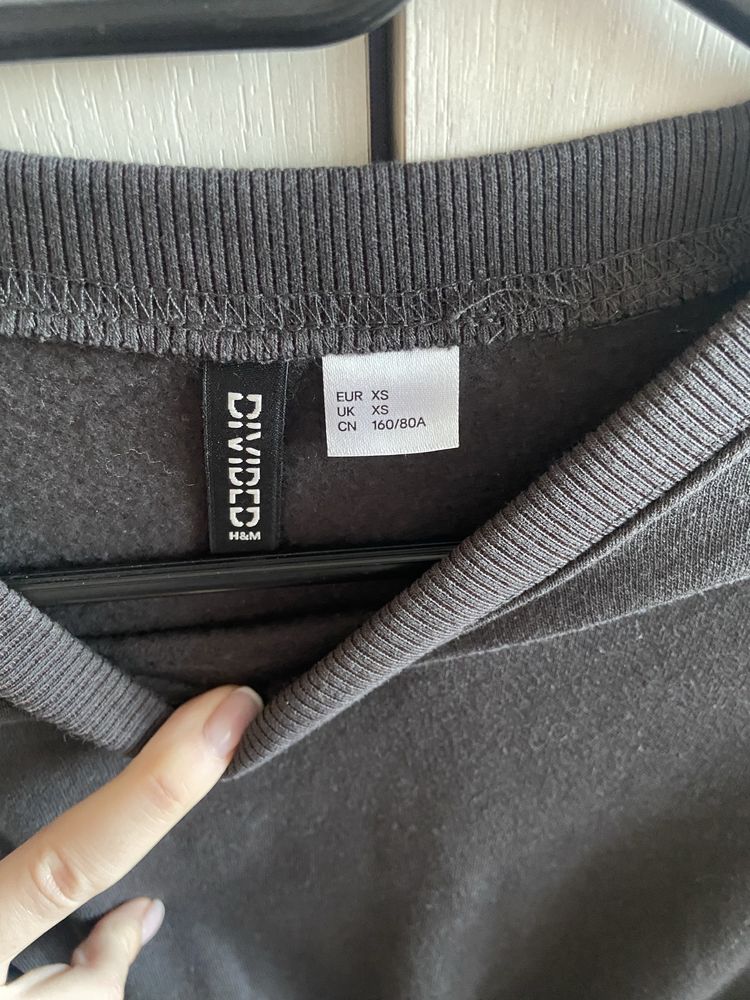 DIVIDED
H&M
EUR XS
UK XS
CN 160/80A